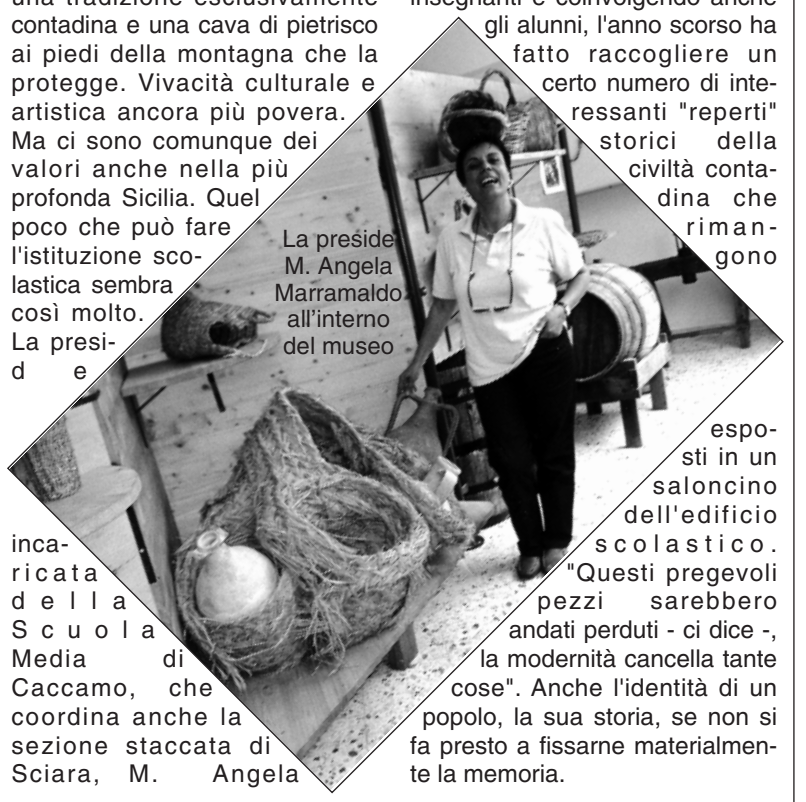 una tradizione esclusivamente
contadina e una cava di pietrisco
ai piedi della montagna che la
protegge. Vivacità culturale e
artistica ancora più povera.
Ma ci sono comunque dei
valori anche nella più
profonda Sicilia. Quel
poco che può fare
l'istituzione sco-
lastica sembra
così molto.
La presi-
d e
inca-
ricata
della
Scuola
Media di
Caccamo, che
coordina anche la
sezione staccata di
Sciara, M. Angela
La preside
M. Angela
Marramaldo
all'interno
del museo
insegnanti e coinvolgendo anche
gli alunni, l'anno scorso ha
fatto raccogliere un
certo numero di inte-
ressanti "reperti"
storici della
civiltà conta-
dina che
riman-
gono
espo-
sti in un
saloncino
dell'edificio
scolastico.
"Questi pregevoli
pezzi sarebbero
andati perduti - ci dice -,
la modernità cancella tante
cose". Anche l'identità di un
popolo, la sua storia, se non si
fa presto a fissarne materialmen-
te la memoria.